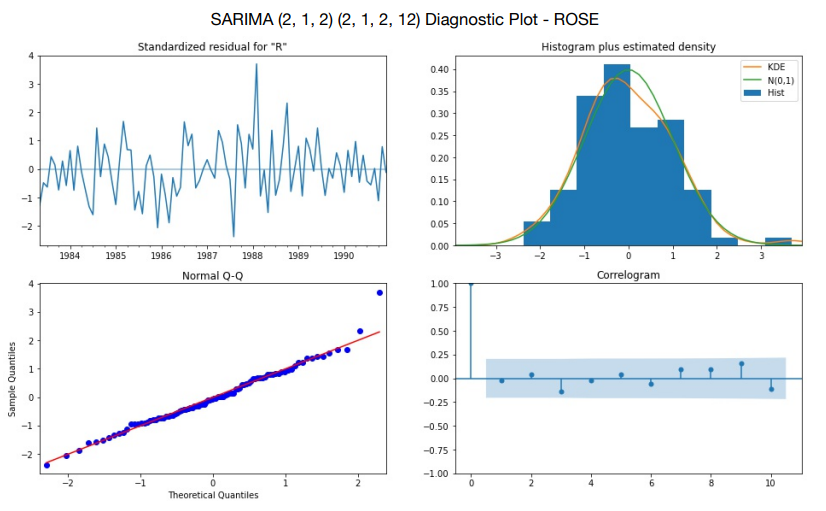 SARIMA (2, 1, 2) (2, 1, 2, 12) Diagnostic Plot - ROSE
Standardized residual for "R"
4
3
2
1
0
−1
−2
1984 1985 1986 1987 1988 1989 1990
Histogram plus estimated density
KDE
N(0,1)
Hist
0.40
0.35
0.30
0.25
0.20
0.15
0.10
0.05
0.00
−3 −2 −1 0 1 2 3
Normal Q-Q
Sample Quantiles
4
3
2
1
0
−1
−2
−2 −1 0 1 2
Theoretical Quantiles
Correlogram
1.00
0.75
0.50
0.25
0.00
−0.25
−0.50
−0.75
−1.00
0 2 4 6 8 10